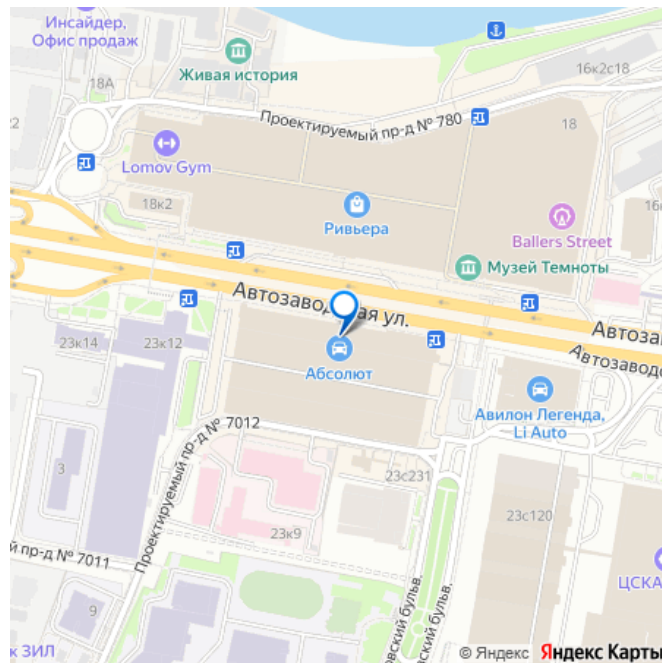 Инсайдер.
Офис продаж
18А
Живая история
16к2с18
Проектируемый пр-д № 780
18
Lomov Gym
18к2
Ривьера
Ballers Street
Музей Темноты
Автозаводская ул.
23к14
23к12
Абсолют
Авилон Легенда,
Li Auto
Проектируемый пр-д № 7012
3
23с231
23к9
23с120
пр-д № 7011
9
ЦСКА
к ЗИЛ
© Яндекс Яндекс Карты